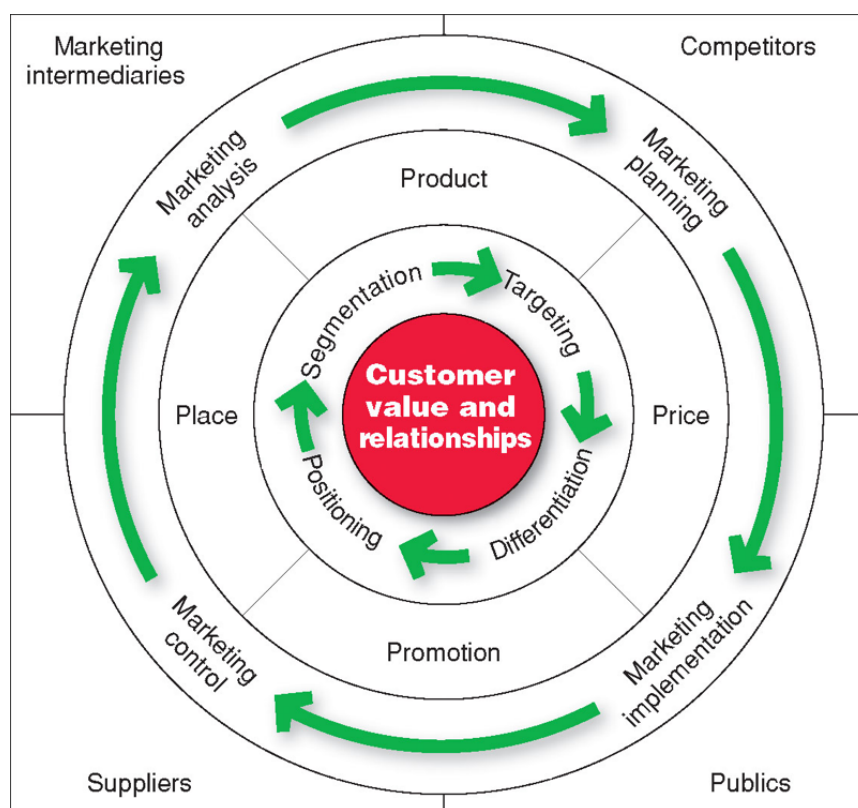 Marketing
intermediaries
Competitors
Marketing
analysis
Marketing
planning
Product
Segmentation
Targeting
Customer
value and
relationships
Place
Price
Positioning
Differentiation
Promotion
Marketing
control
Marketing
implementation
Suppliers
Publics